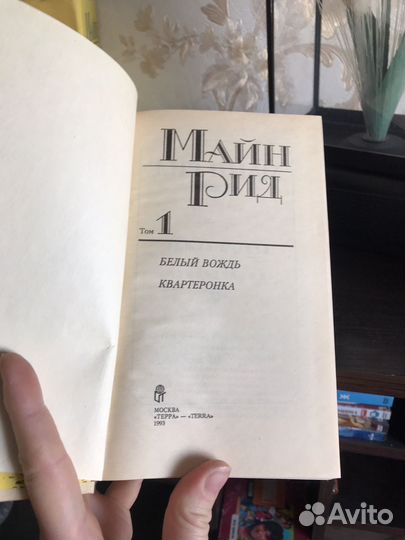 МАЙН
РИД
Том 1
БЕЛЫЙ ВОЖДЬ
КВАРТЕРОНКА
МОСКВА
«ТЕРРА» — «TERRA»
1993
Avito